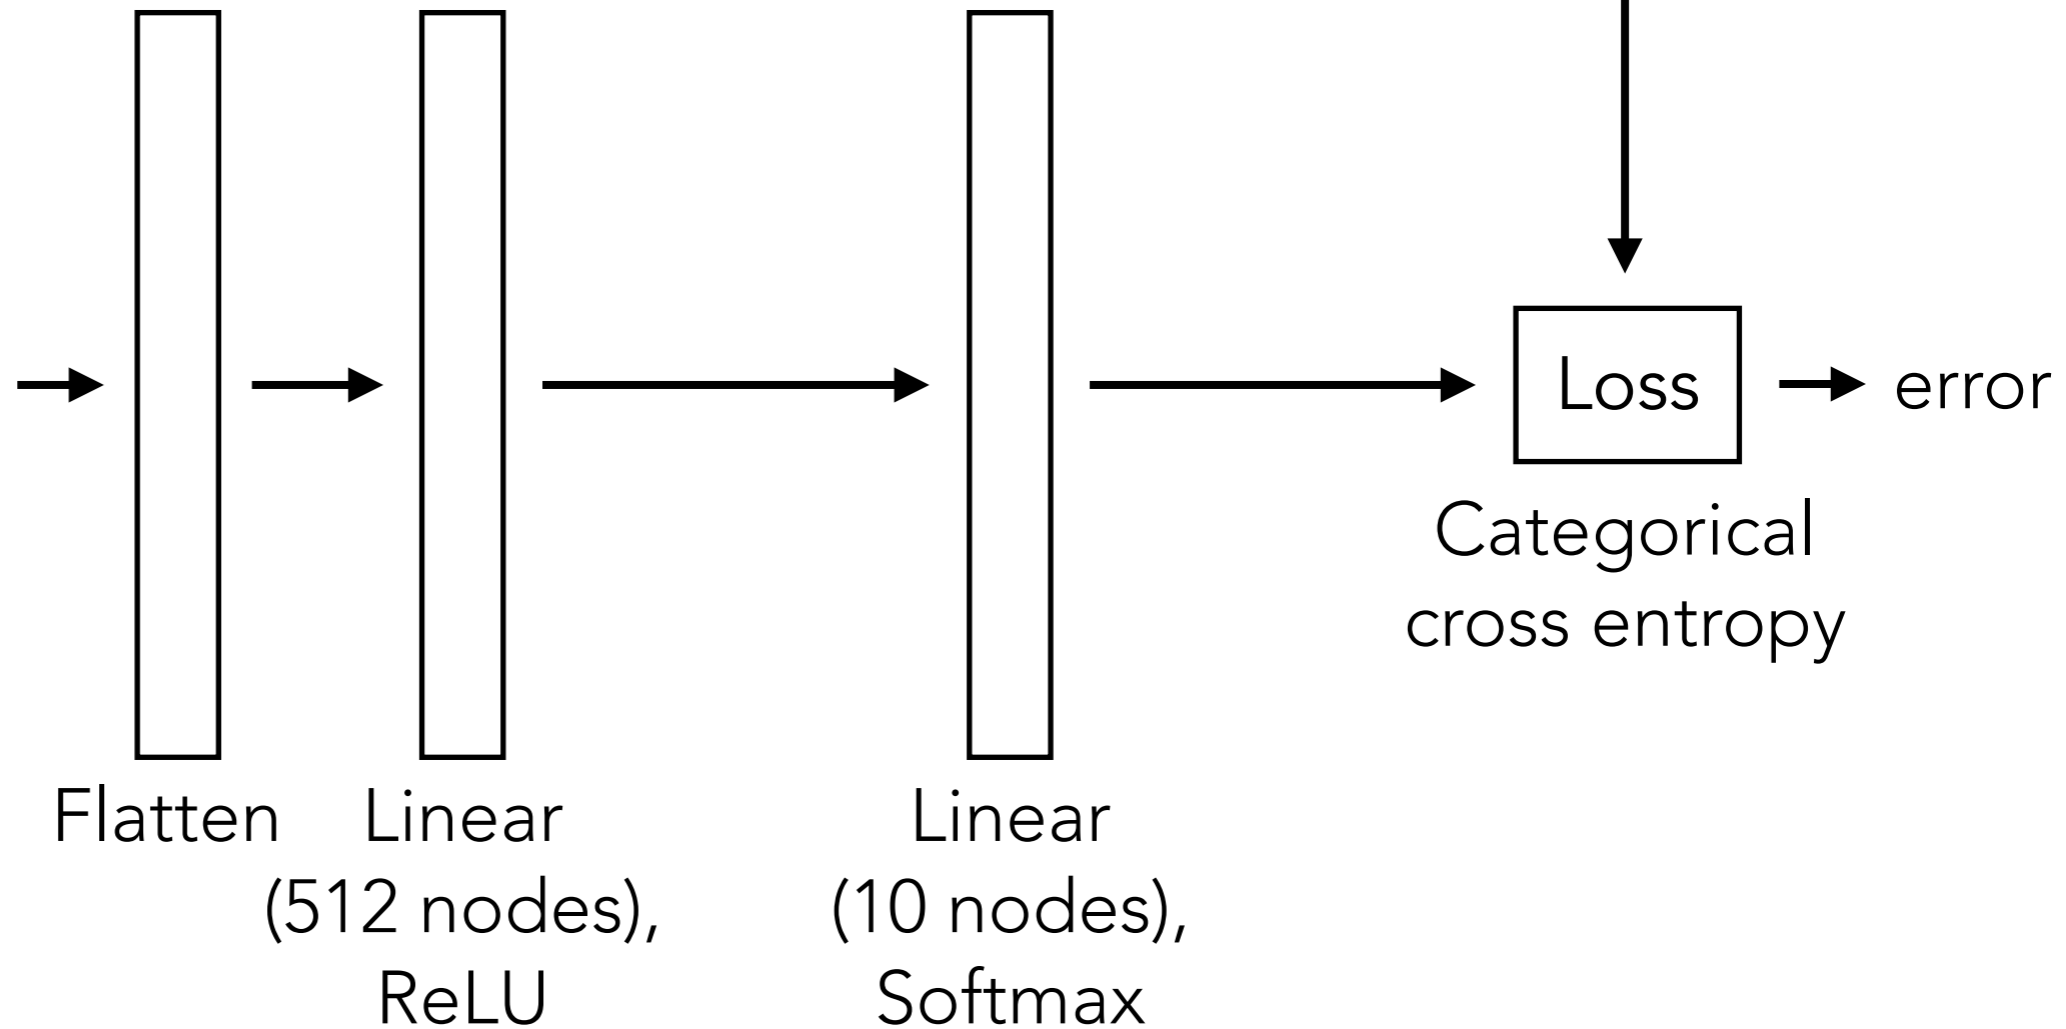 Loss
error
Categorical
cross entropy
Flatten
Linear
(512 nodes),
ReLU
Linear
(10 nodes),
Softmax